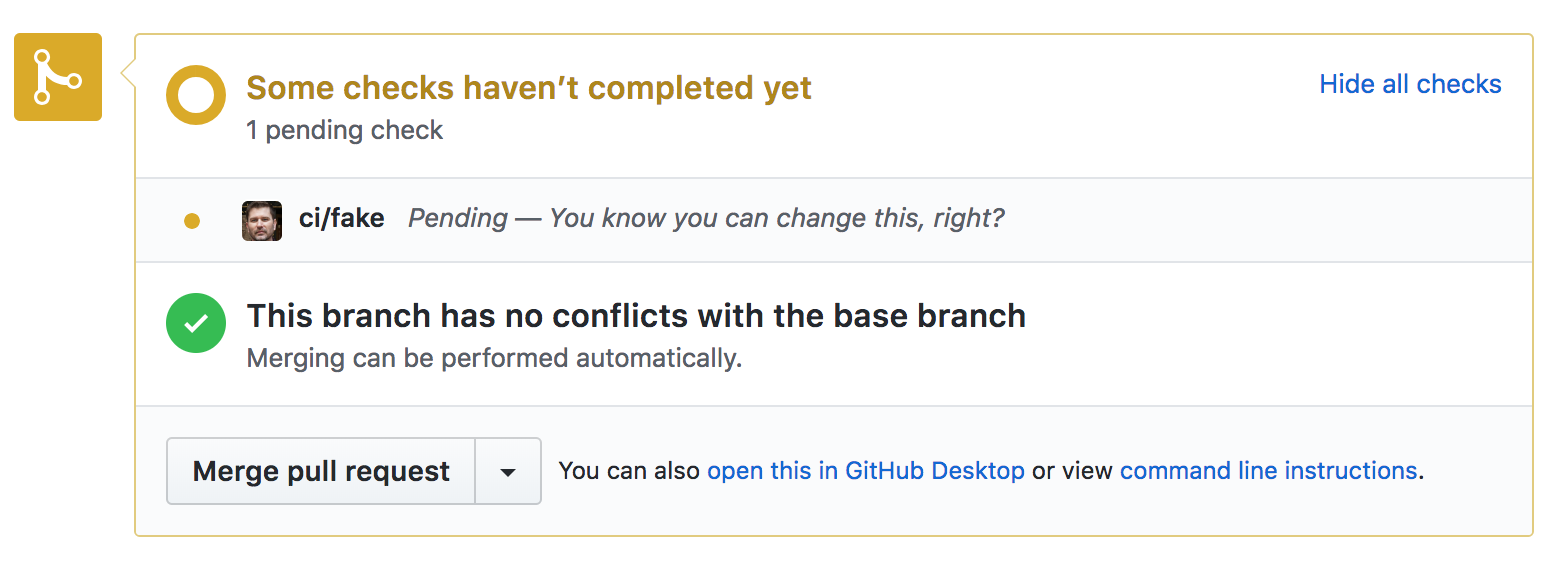 Some checks haven’t completed yet
Hide all checks
1 pending check
ci/fake Pending — You know you can change this, right?
This branch has no conflicts with the base branch
Merging can be performed automatically.
Merge pull request
You can also open this in GitHub Desktop or view command line instructions.